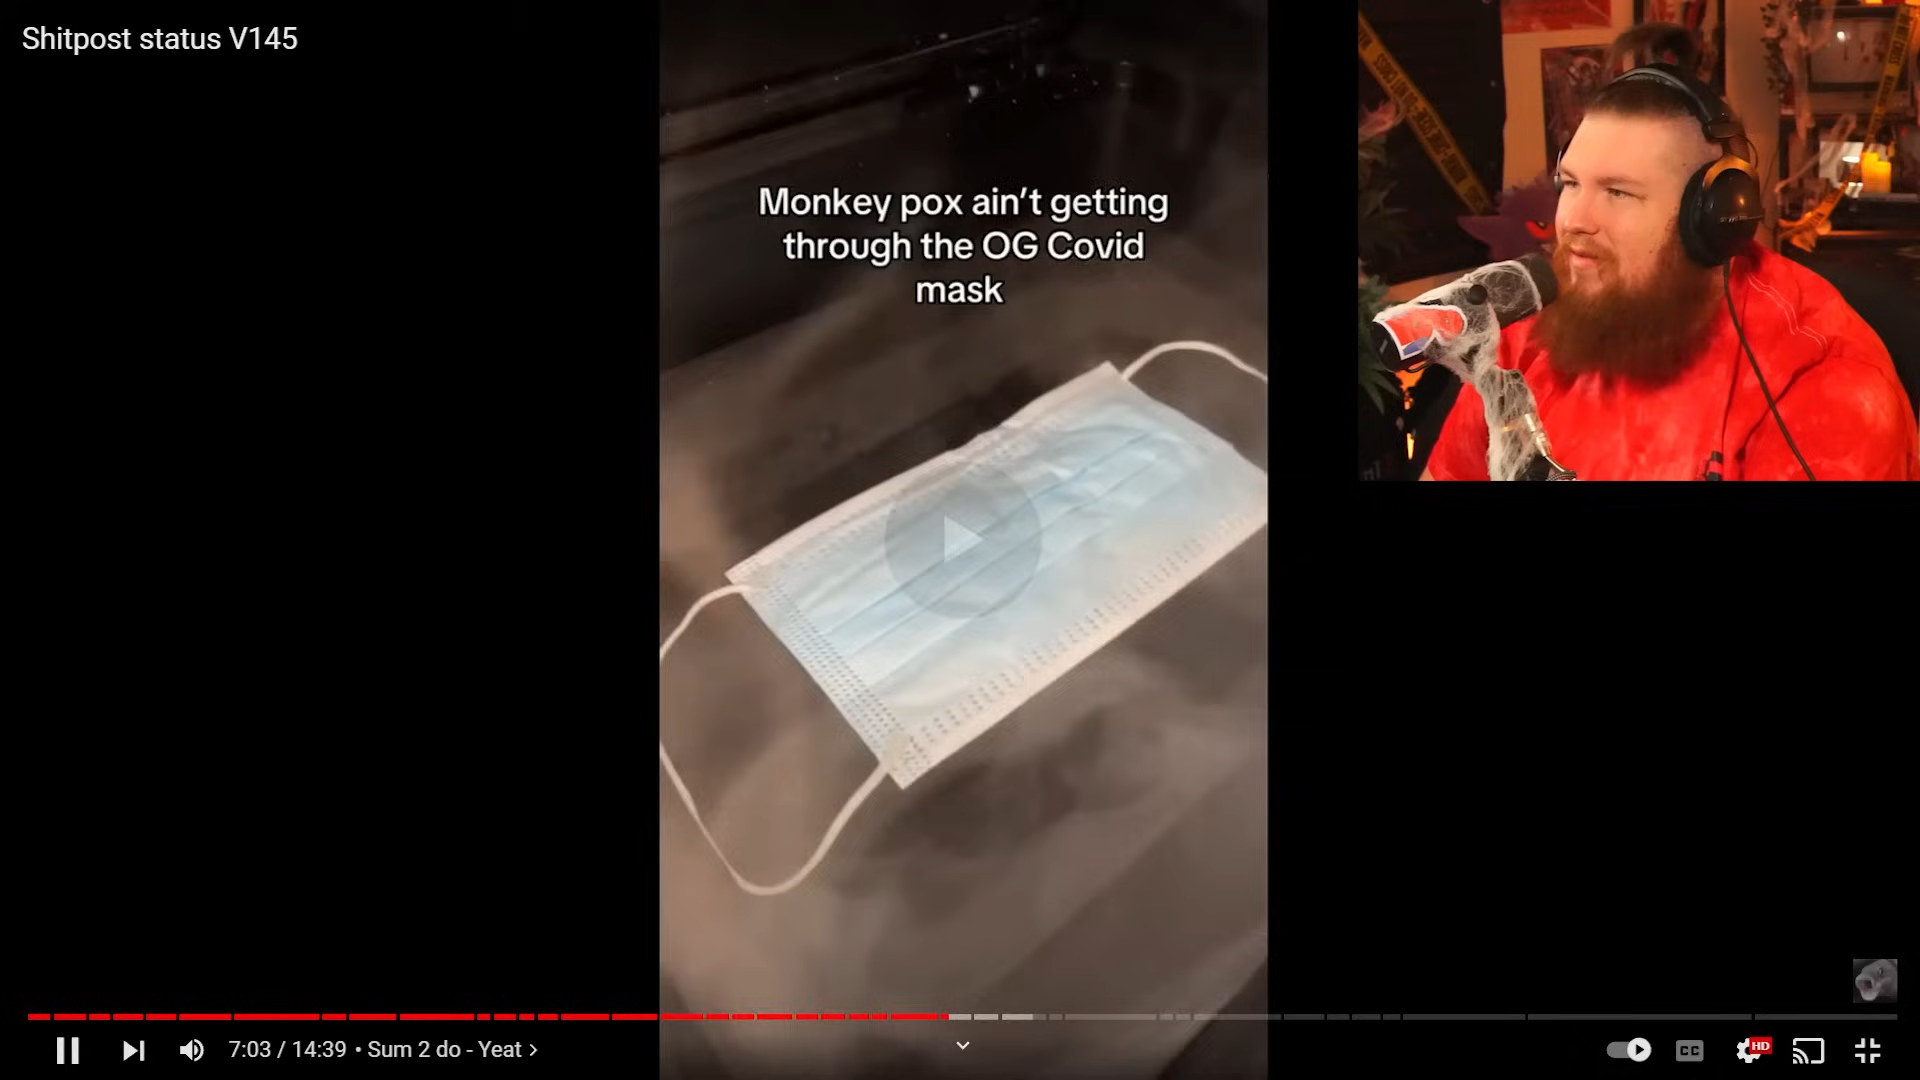 Shitpost status V145
Monkey pox ain't getting
through the OG Covid
mask
7:03 / 14:39 • Sum 2 do - Yeat ›
CC
HD